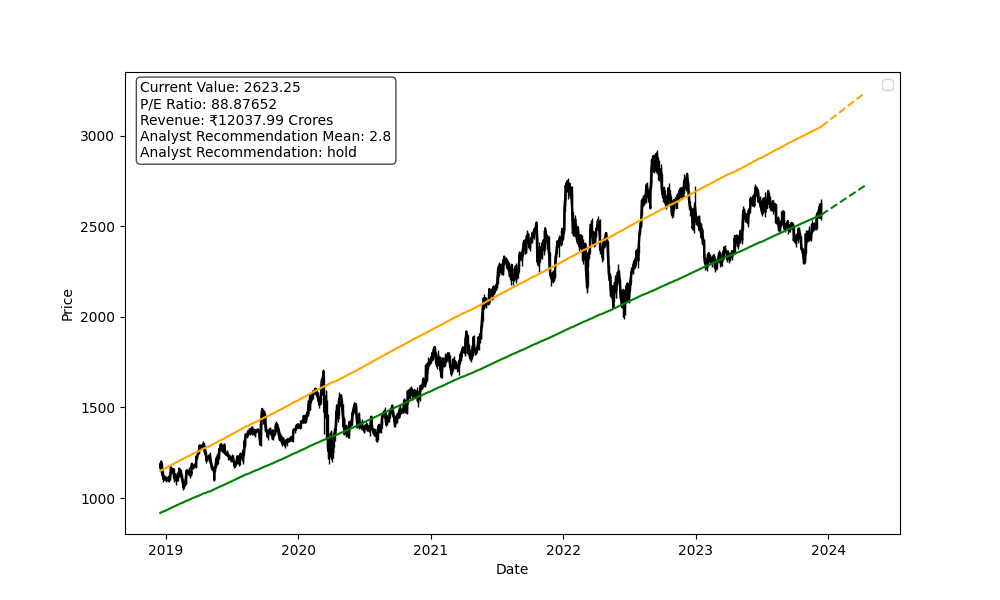 Current Value: 2623.25
P/E Ratio: 88.87652
Revenue: ₹12037.99 Crores
Analyst Recommendation Mean: 2.8
Analyst Recommendation: hold
3000
2500
2000
1500
1000
Price
2019 2020 2021 2022 2023 2024
Date